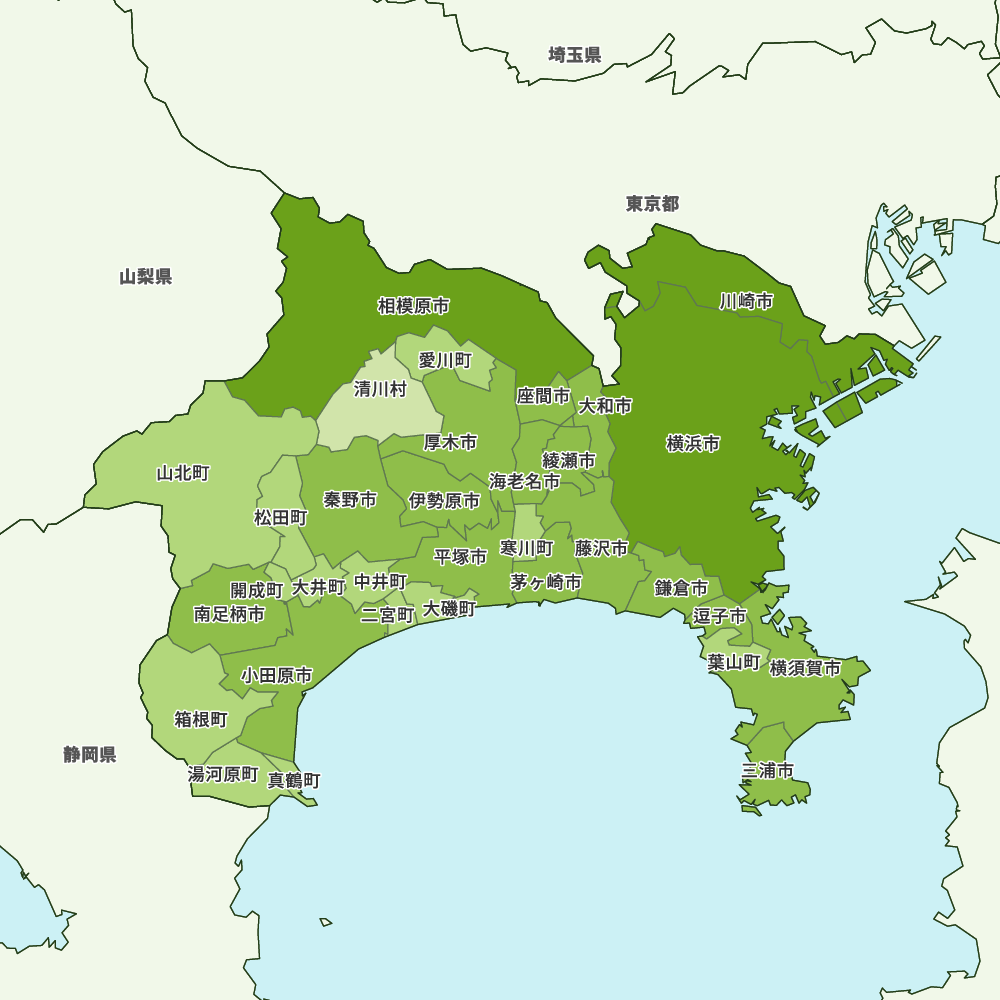 埼玉県
東京都
山梨県
川崎市
相模原市
愛川町
清川村
座間市
大和市
厚木市
横浜市
綾瀬市
山北町
海老名市
秦野市
伊勢原市
松田町
寒川町
藤沢市
平塚市
中井町
茅ヶ崎市
大井町
鎌倉市
開成町
大磯町
南足柄市
二宮町
逗子市
葉山町
横須賀市
小田原市
箱根町
静岡県
三浦市
湯河原町
真鶴町